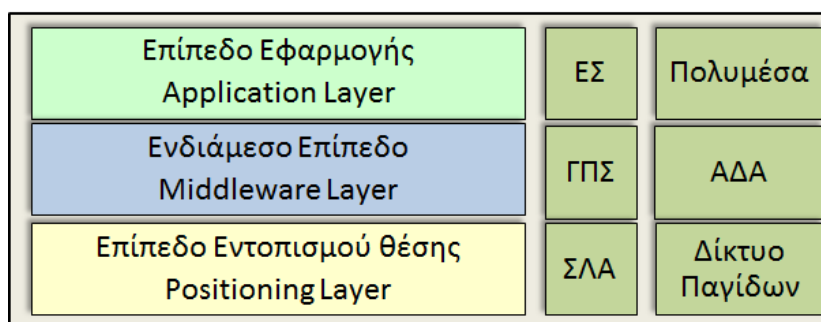 Επίπεδο Εφαρμογής
Application Layer
ΕΣ
Πολυμέσα
Ενδιάμεσο Επίπεδο
Middleware Layer
ΓΠΣ
ΑΔΑ
Επίπεδο Εντοπισμού θέσης
Positioning Layer
ΣΛΑ
Δίκτυο
Παγίδων